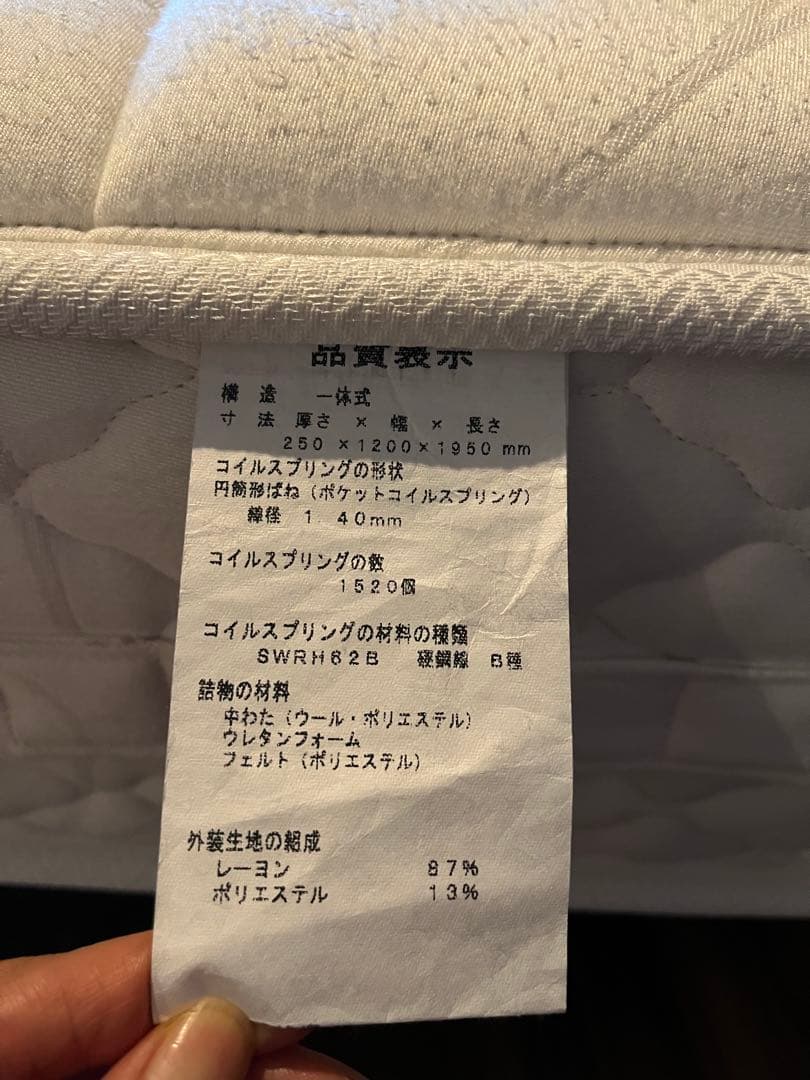 品質表示
構造 一体式
寸法 厚さ × 幅 × 長さ
250×1200×1950mm
コイルスプリングの形状
円筒形ばね(ポケットコイルスプリング)
線径 1.40mm
コイルスプリングの数
1520個
コイルスプリングの材料の種類
SWRH62B 硬鋼線 B種
詰物の材料
中わた(ウール・ポリエステル)
ウレタンフォーム
フェルト(ポリエステル)
外装生地の組成
レーヨン 87%
ポリエステル 13%